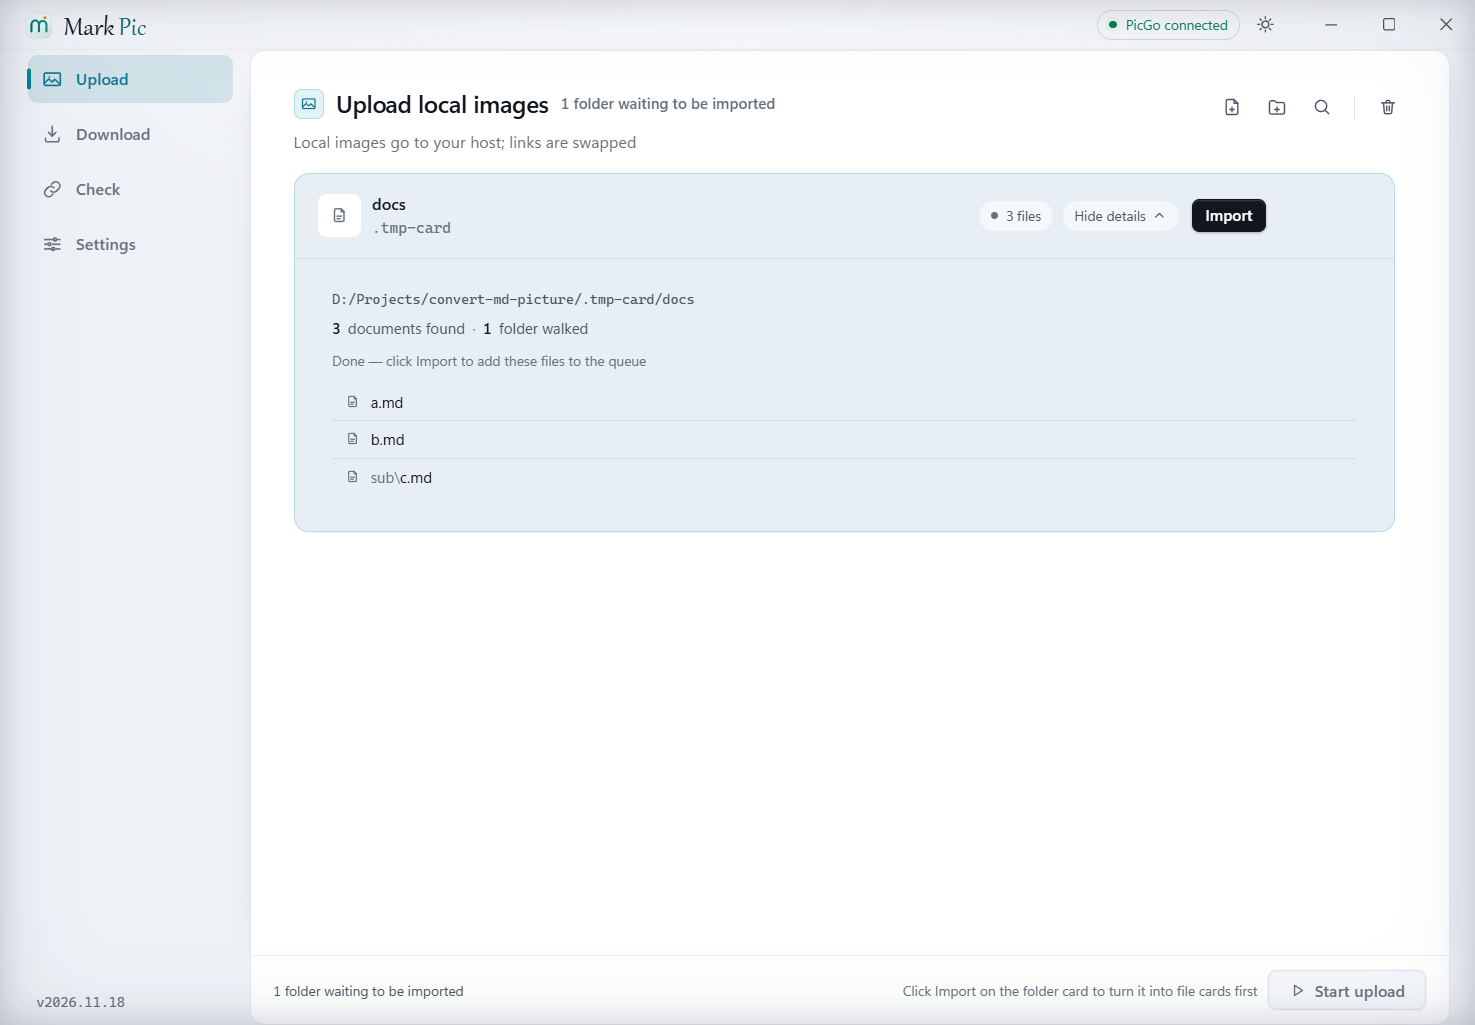 Mark Pic
PicGo connected
Upload
Download
Check
Settings
v2026.11.18
Upload local images
1 folder waiting to be imported
Local images go to your host; links are swapped
docs
.tmp-card
3 files
Hide details
Import
D:/Projects/convert-md-picture/.tmp-card/docs
3 documents found · 1 folder walked
Done — click Import to add these files to the queue
a.md
b.md
sub\c.md
1 folder waiting to be imported
Click Import on the folder card to turn it into file cards first
Start upload